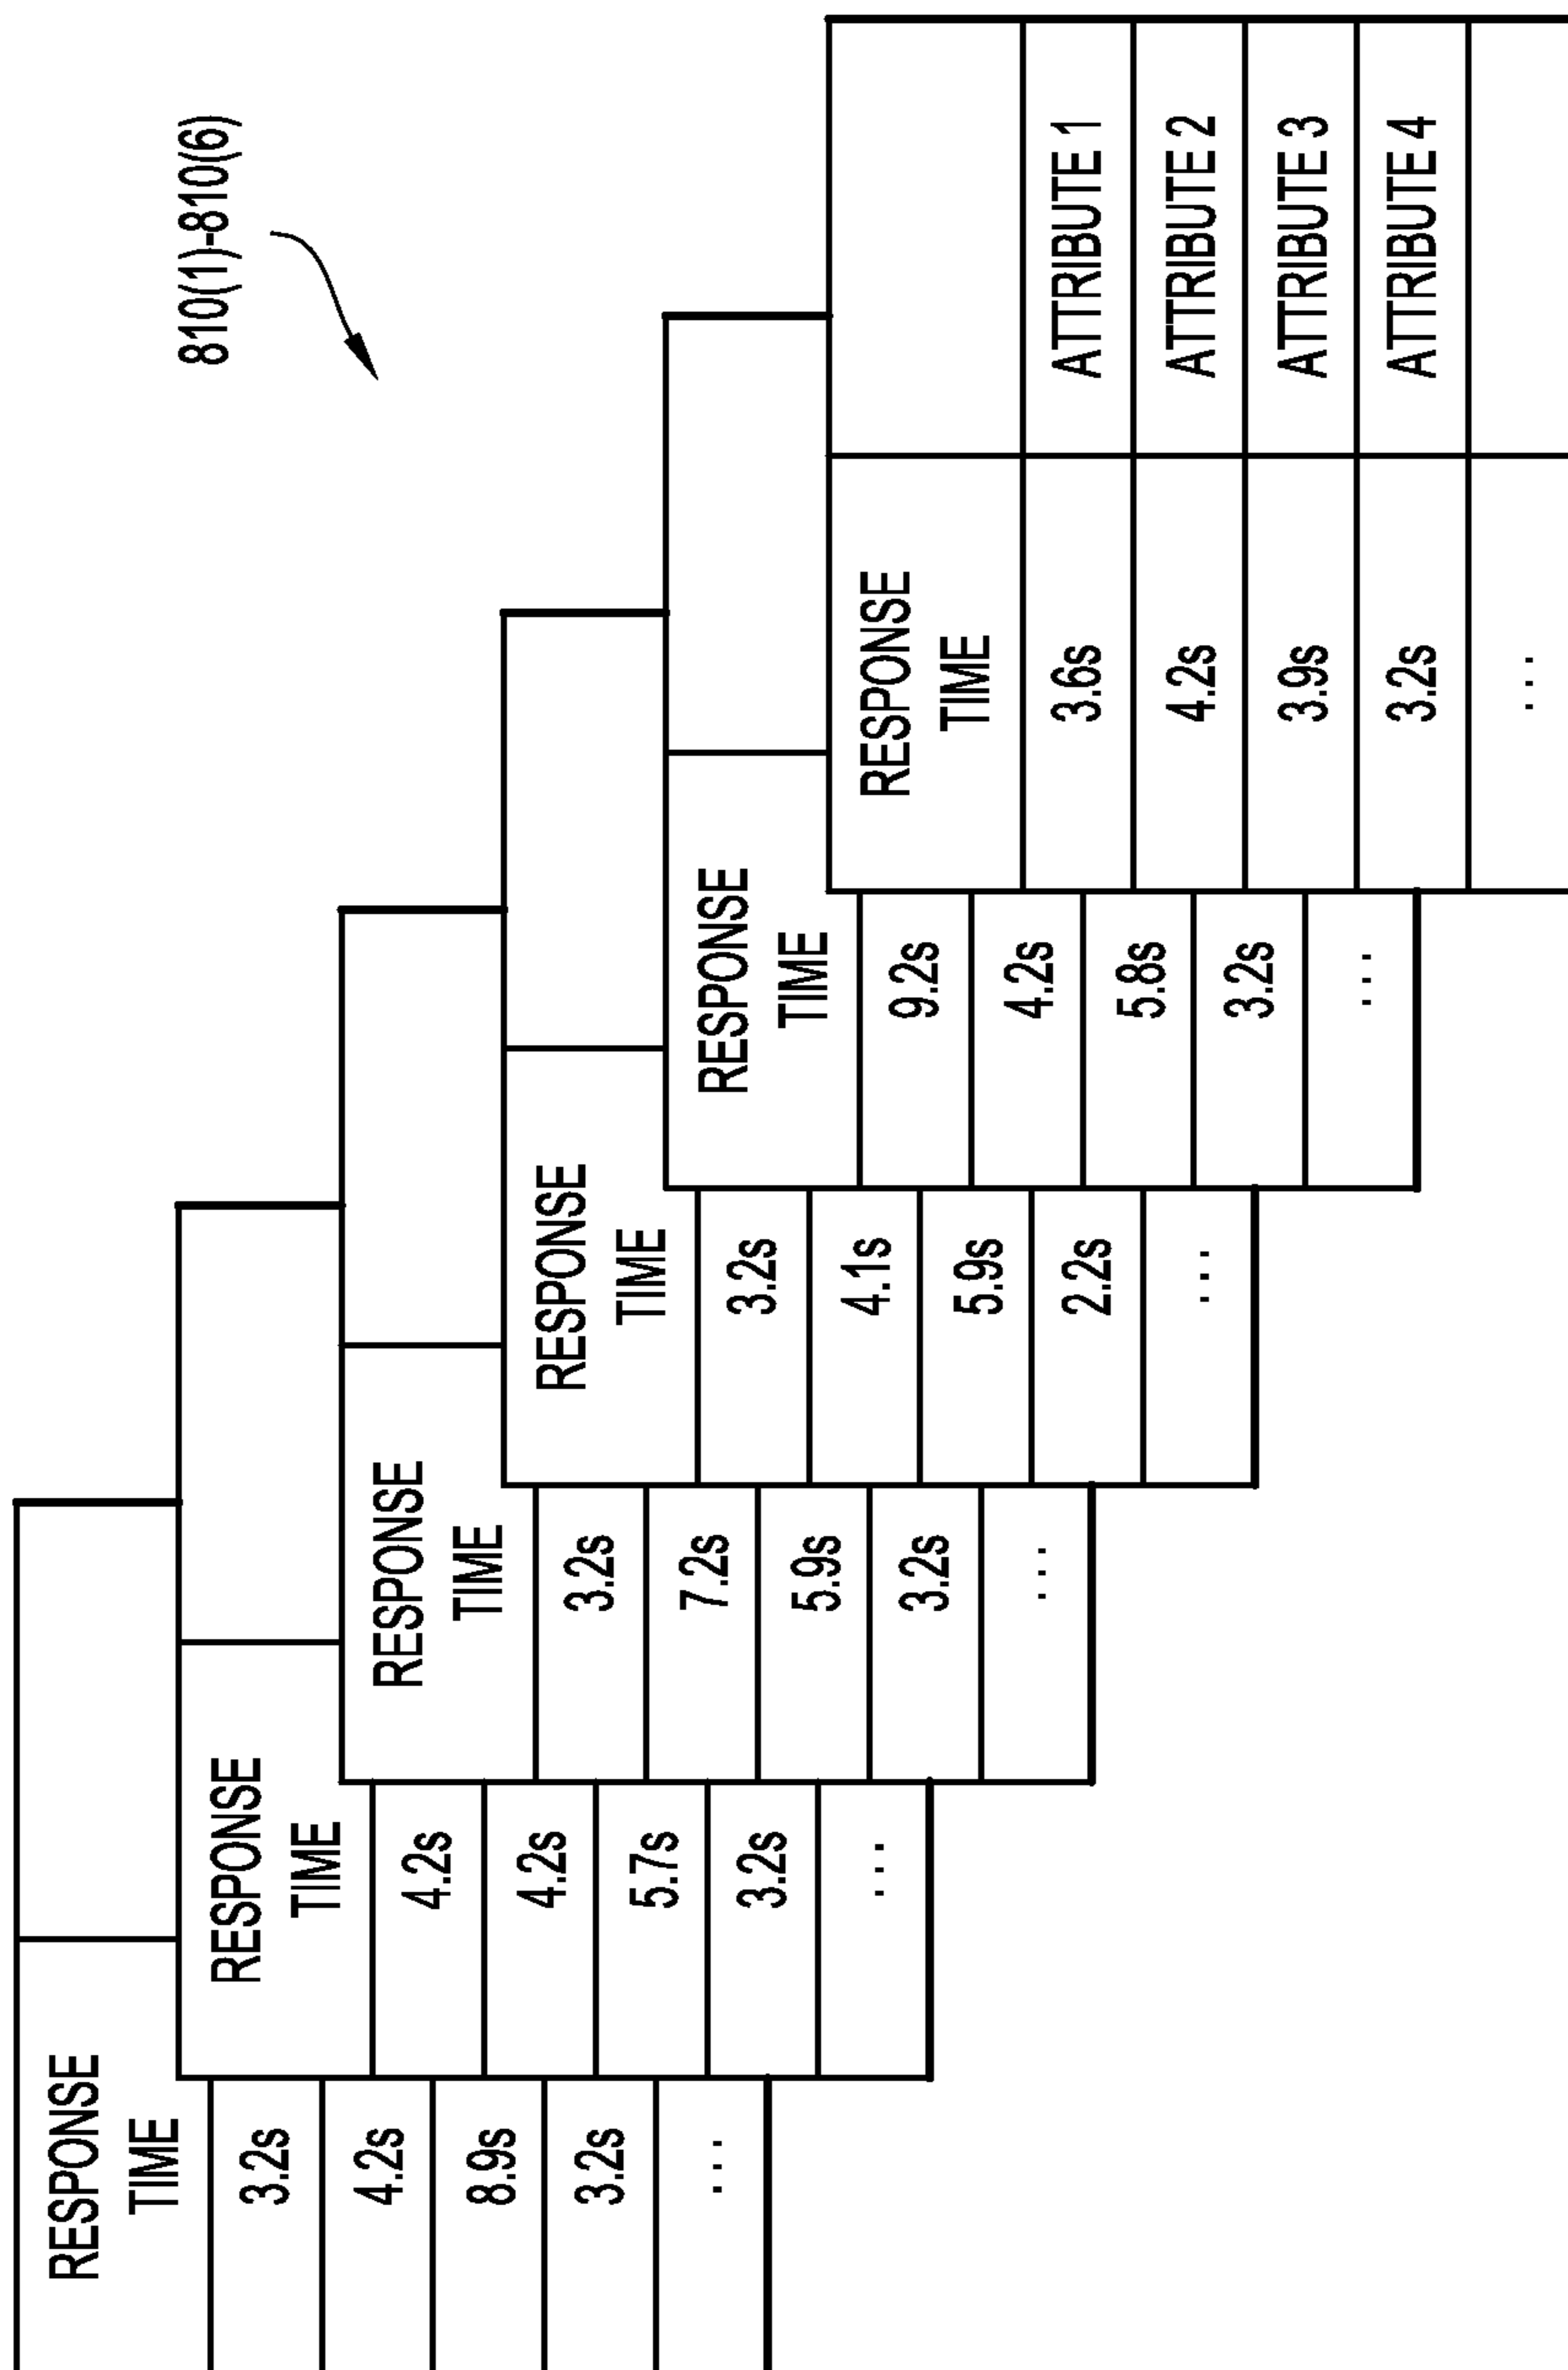 810(1)-810(6)
RESPONSE
TIME
3.2s
4.2s
8.9s
3.2s
...
RESPONSE
TIME
4.2s
4.2s
5.7s
3.2s
...
RESPONSE
TIME
3.2s
7.2s
5.9s
3.2s
...
RESPONSE
TIME
3.2s
4.1s
5.9s
2.2s
...
RESPONSE
TIME
9.2s
4.2s
5.8s
3.2s
...
RESPONSE
TIME
3.6s ATTRIBUTE 1
4.2s ATTRIBUTE 2
3.9s ATTRIBUTE 3
3.2s ATTRIBUTE 4
...